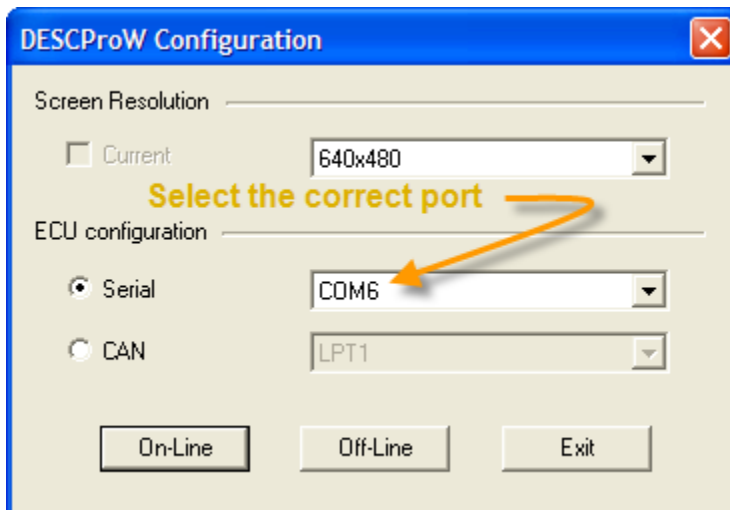 DESCProW Configuration
Screen Resolution
Current
640x480
Select the correct port
ECU configuration
Serial
COM6
CAN
LPT1
On-Line Off-Line Exit